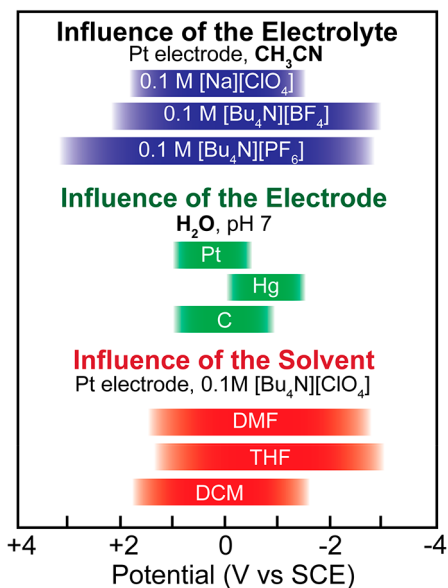 Influence of the Electrolyte
Pt electrode, CH₃CN
0.1 M [Na][ClO₄]
0.1 M [Bu₄N][BF₄]
0.1 M [Bu₄N][PF₆]
Influence of the Electrode
H₂O, pH 7
Pt
Hg
C
Influence of the Solvent
Pt electrode, 0.1M [Bu₄N][ClO₄]
DMF
THF
DCM
+4 +2 0 -2 -4
Potential (V vs SCE)